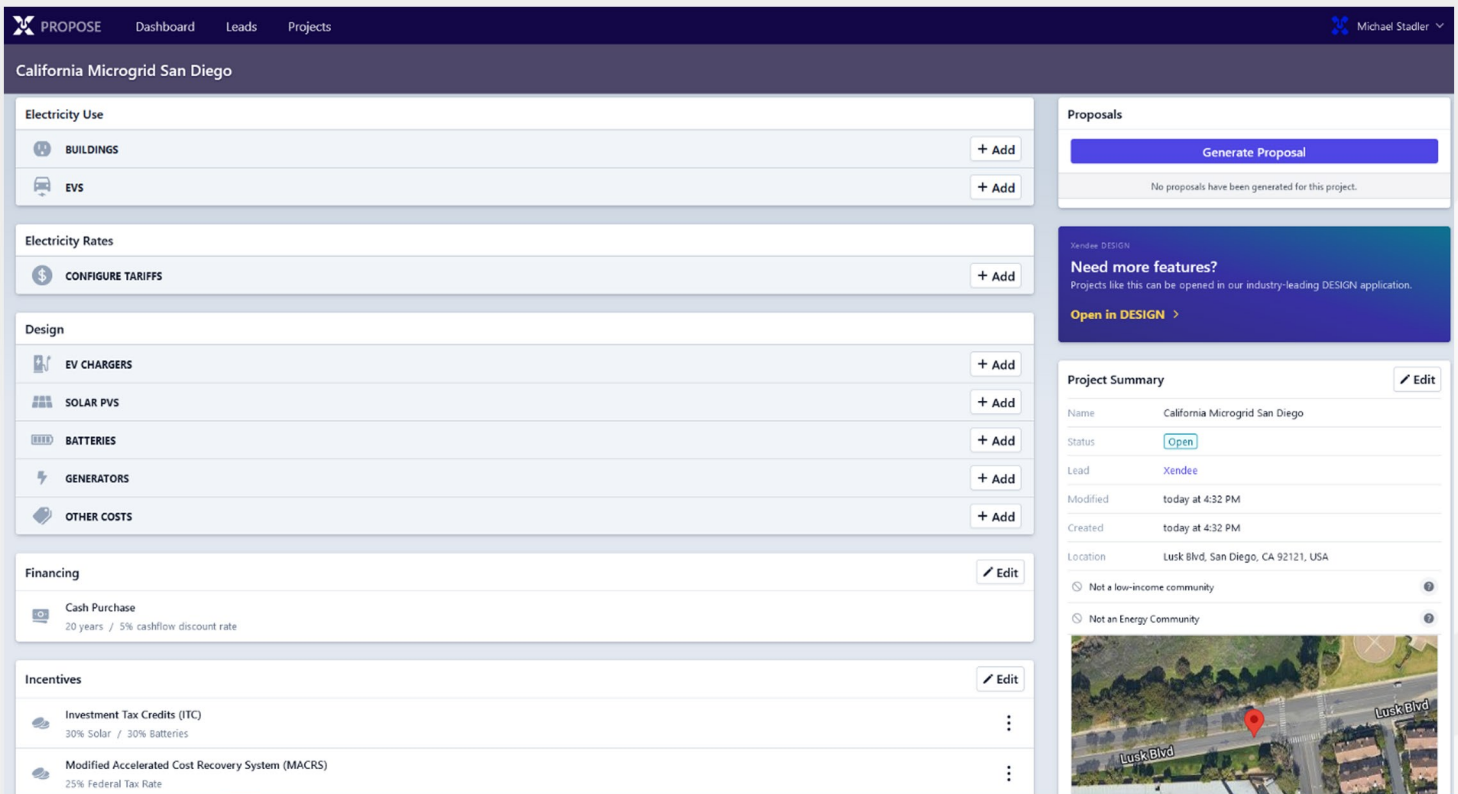 PROPOSE Dashboard Leads Projects Michael Stadler
California Microgrid San Diego
Electricity Use
BUILDINGS + Add
EVS + Add
Electricity Rates
CONFIGURE TARIFFS + Add
Design
EV CHARGERS + Add
SOLAR PVS + Add
BATTERIES + Add
GENERATORS + Add
OTHER COSTS + Add
Financing Edit
Cash Purchase
20 years / 5% cashflow discount rate
Incentives Edit
Investment Tax Credits (ITC)
30% Solar / 30% Batteries
Modified Accelerated Cost Recovery System (MACRS)
25% Federal Tax Rate
Proposals
Generate Proposal
No proposals have been generated for this project.
Xendee DESIGN
Need more features?
Projects like this can be opened in our industry-leading DESIGN application.
Open in DESIGN >
Project Summary Edit
Name California Microgrid San Diego
Status Open
Lead Xendee
Modified today at 4:32 PM
Created today at 4:32 PM
Location Lusk Blvd, San Diego, CA 92121, USA
Not a low-income community ?
Not an Energy Community ?
Lusk Blvd
Lusk Blvd